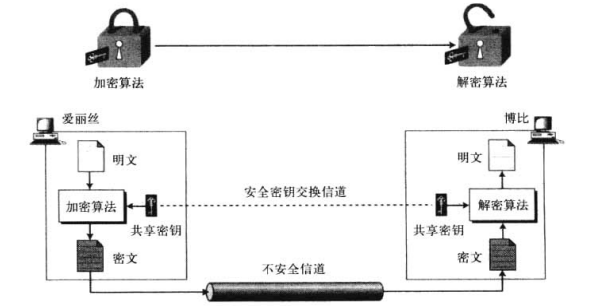 加密算法
解密算法
爱丽丝
博比
明文
明文
安全密钥交换信道
加密算法
解密算法
共享密钥
共享密钥
密文
密文
不安全信道